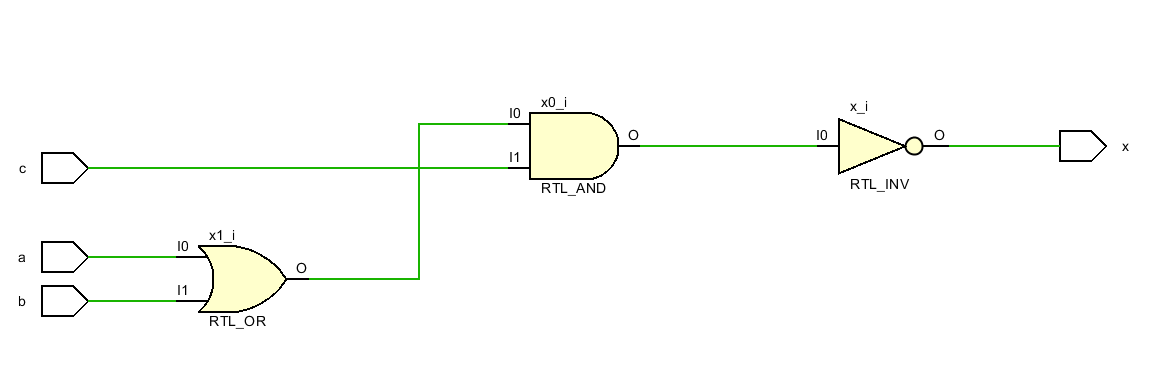 x0_i
x_i
I0
O
I0
O
x
c
I1
RTL_AND
RTL_INV
x1_i
a
I0
O
b
I1
RTL_OR